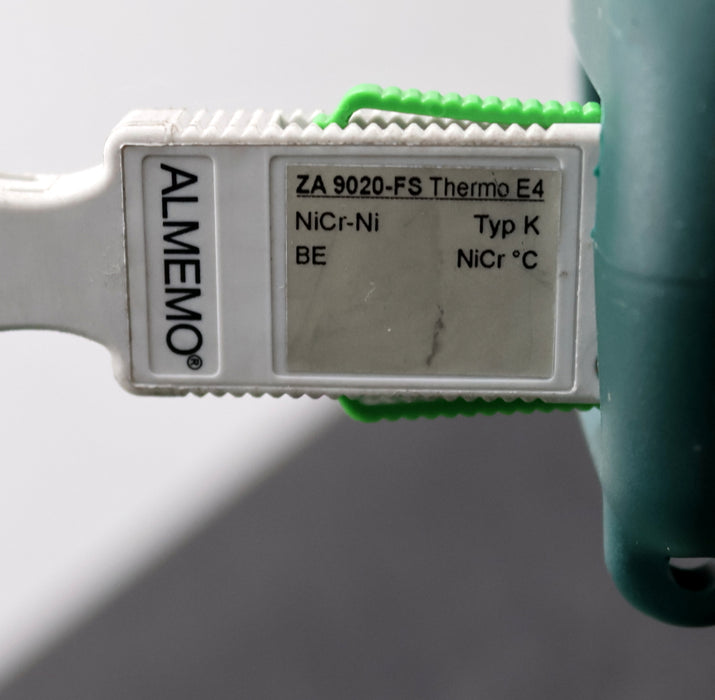 ALMEMO®
ZA 9020-FS Thermo E4
NiCr-Ni Typ K
BE NiCr °C